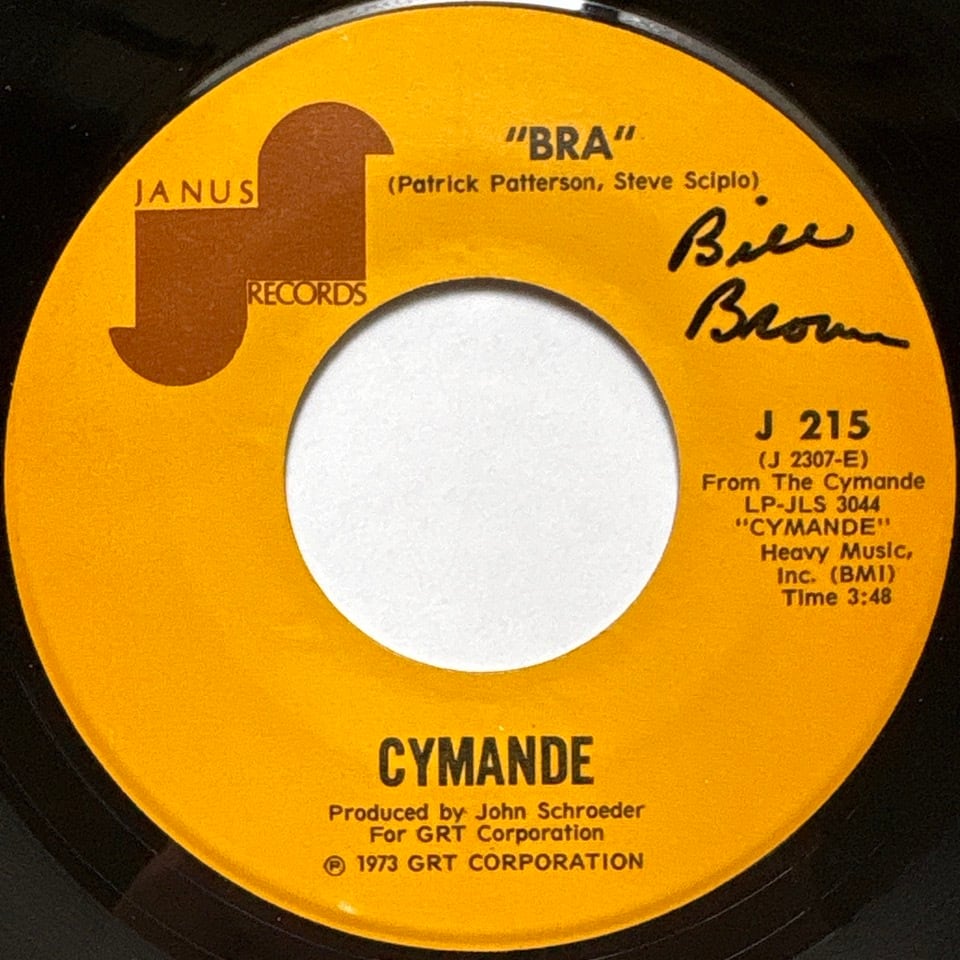 "BRA"
(Patrick Patterson, Steve Scipio)
JANUS
RECORDS
Bill
Brown
J 215
(J 2307-E)
From The Cymande
LP-JLS 3044
"CYMANDE"
Heavy Music,
Inc. (BMI)
Time 3:48
CYMANDE
Produced by John Schroeder
For GRT Corporation
℗ 1973 GRT CORPORATION